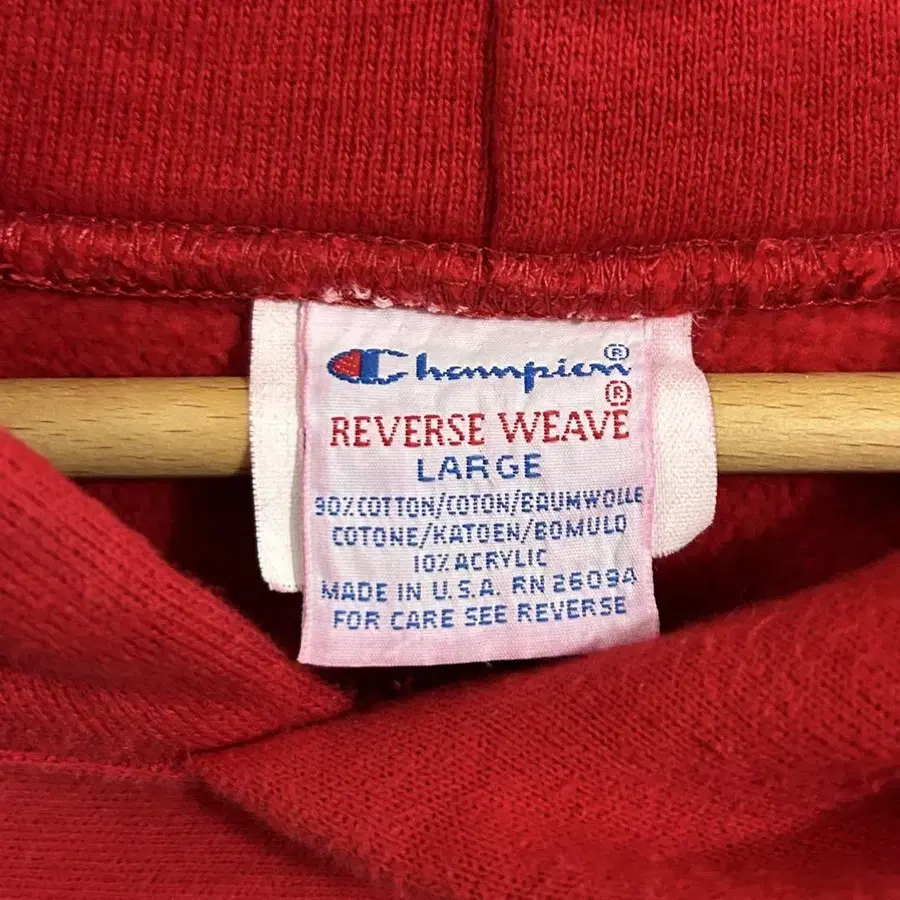 Champion®
®
REVERSE WEAVE
LARGE
90% COTTON/COTON/BAUMWOLLE
COTONE/KATOEN/BOMULD
10% ACRYLIC
MADE IN U.S.A. RN 26094
FOR CARE SEE REVERSE